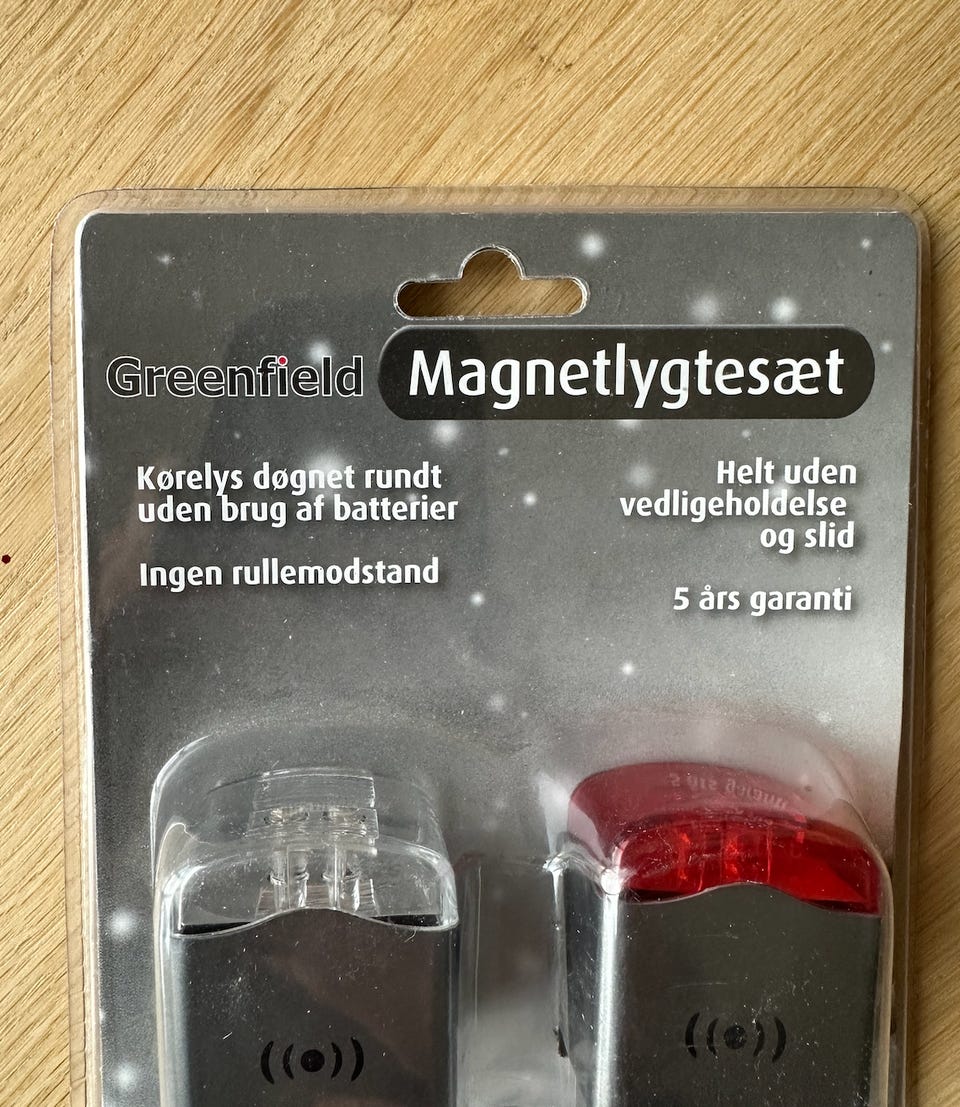 Greenfield
Magnetlygtesæt
Kørelys døgnet rundt
uden brug af batterier
Ingen rullemodstand
Helt uden
vedligeholdelse
og slid
5 års garanti